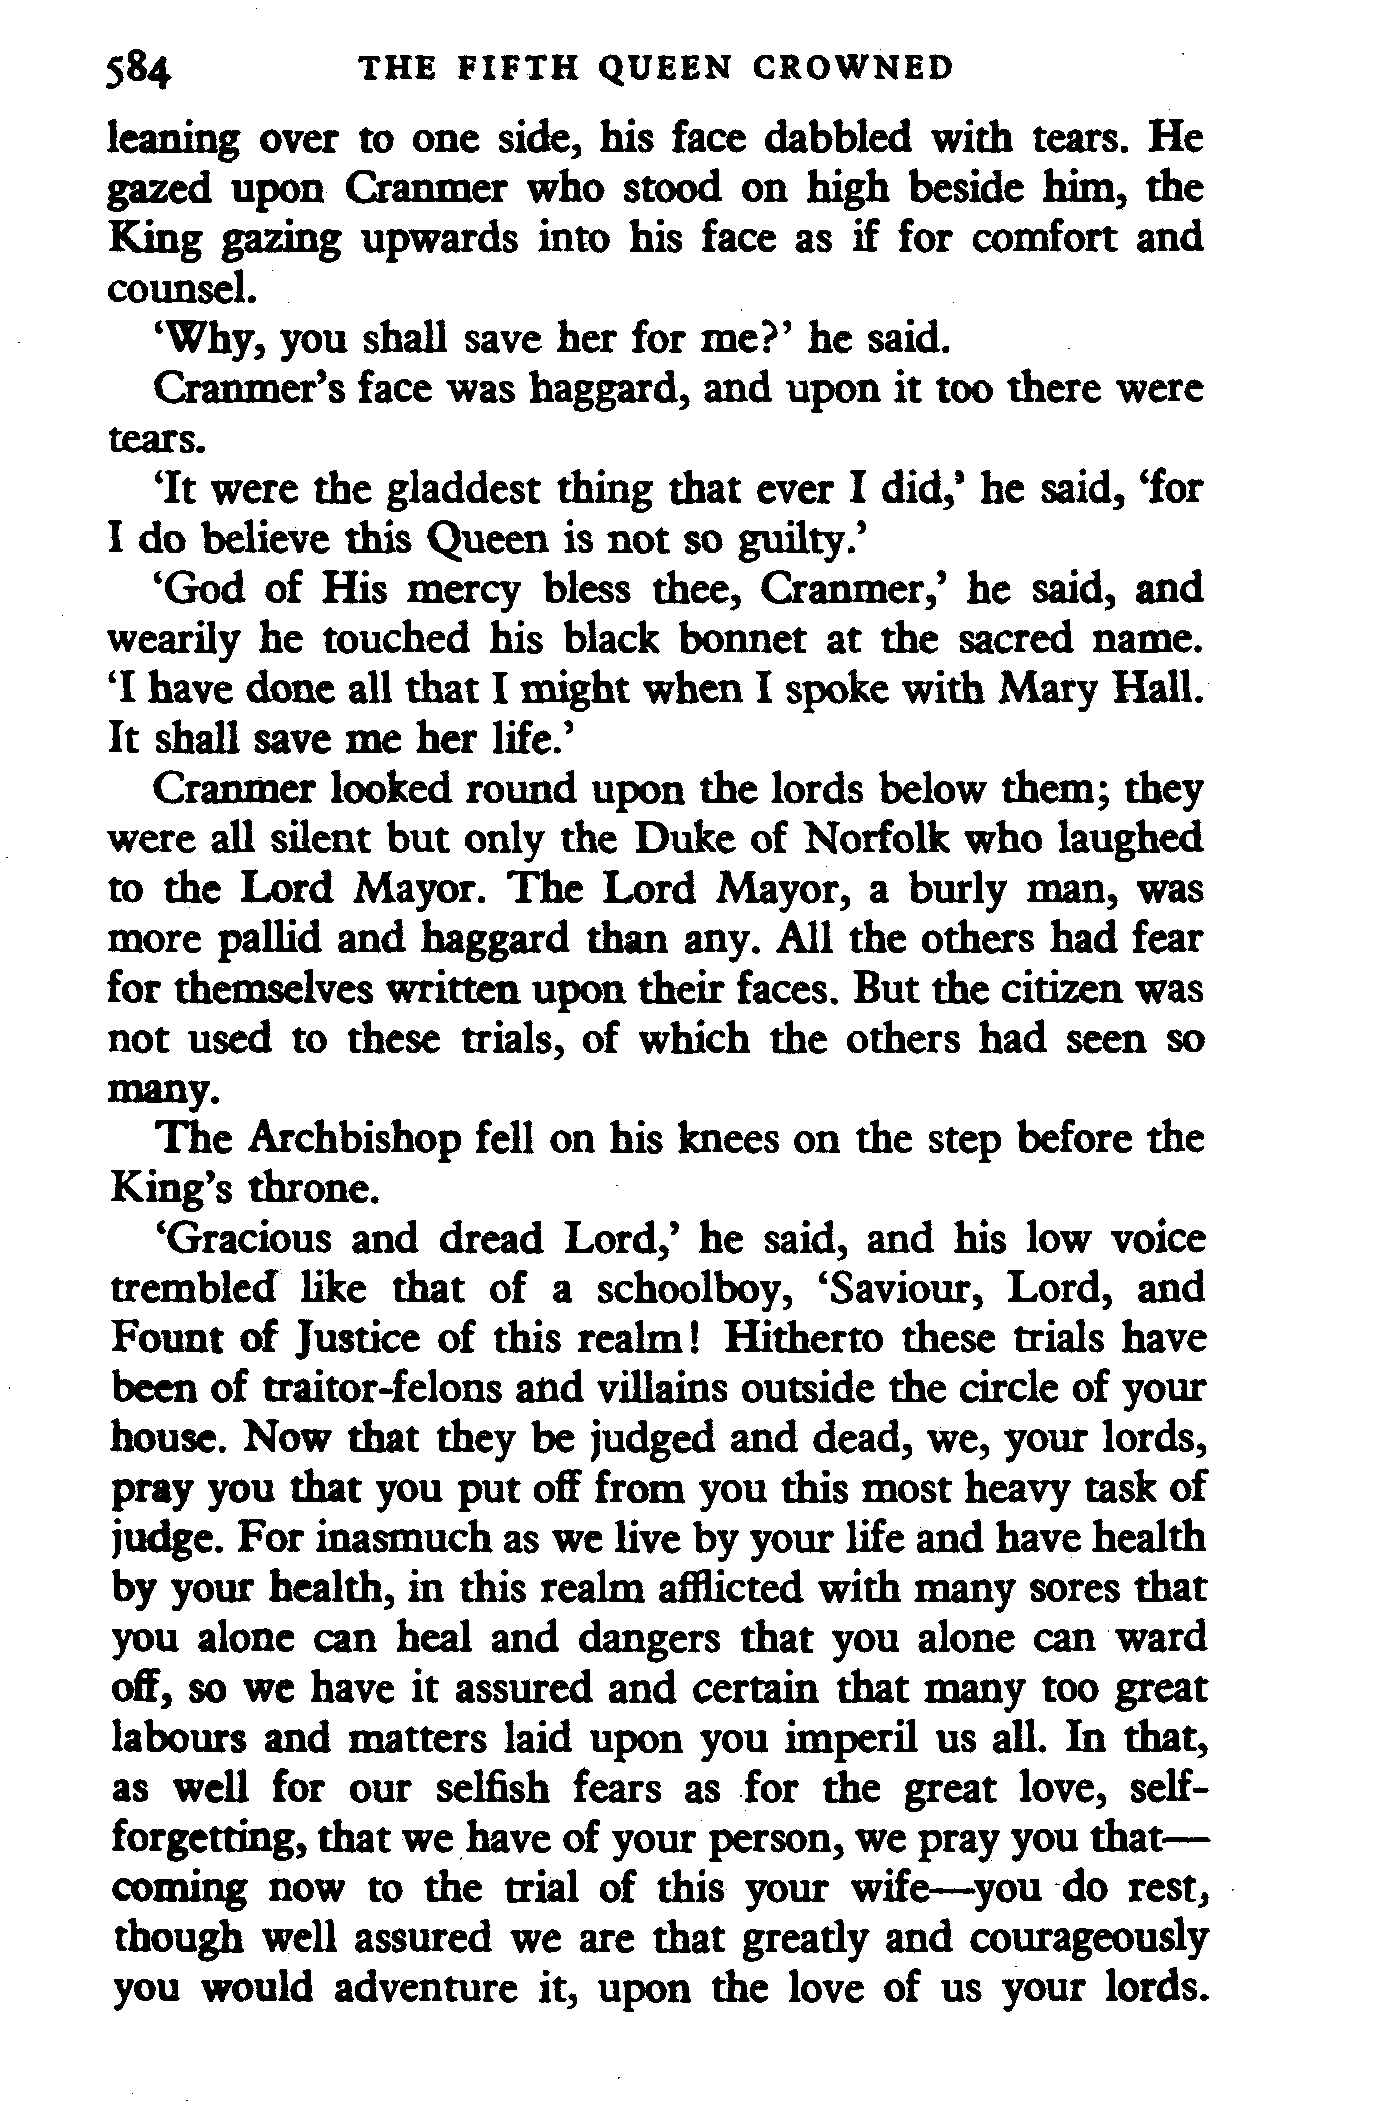 584 THE FIFTH QUEEN CROWNED
leaning over to one side, his face dabbled with tears. He
gazed upon Cranmer who stood on high beside him, the
King gazing upwards into his face as if for comfort and
counsel.
‘Why, you shall save her for me?’ he said.
Cranmer’s face was haggard, and upon it too there were
tears.
‘It were the gladdest thing that ever I did,’ he said, ‘for
I do believe this Queen is not so guilty.’
‘God of His mercy bless thee, Cranmer,’ he said, and
wearily he touched his black bonnet at the sacred name.
‘I have done all that I might when I spoke with Mary Hall.
It shall save me her life.’
Cranmer looked round upon the lords below them; they
were all silent but only the Duke of Norfolk who laughed
to the Lord Mayor. The Lord Mayor, a burly man, was
more pallid and haggard than any. All the others had fear
for themselves written upon their faces. But the citizen was
not used to these trials, of which the others had seen so
many.
The Archbishop fell on his knees on the step before the
King’s throne.
‘Gracious and dread Lord,’ he said, and his low voice
trembled like that of a schoolboy, ‘Saviour, Lord, and
Fount of Justice of this realm! Hitherto these trials have
been of traitor-felons and villains outside the circle of your
house. Now that they be judged and dead, we, your lords,
pray you that you put off from you this most heavy task of
judge. For inasmuch as we live by your life and have health
by your health, in this realm afflicted with many sores that
you alone can heal and dangers that you alone can ward
off, so we have it assured and certain that many too great
labours and matters laid upon you imperil us all. In that,
as well for our selfish fears as for the great love, self-
forgetting, that we have of your person, we pray you that—
coming now to the trial of this your wife—you do rest,
though well assured we are that greatly and courageously
you would adventure it, upon the love of us your lords.